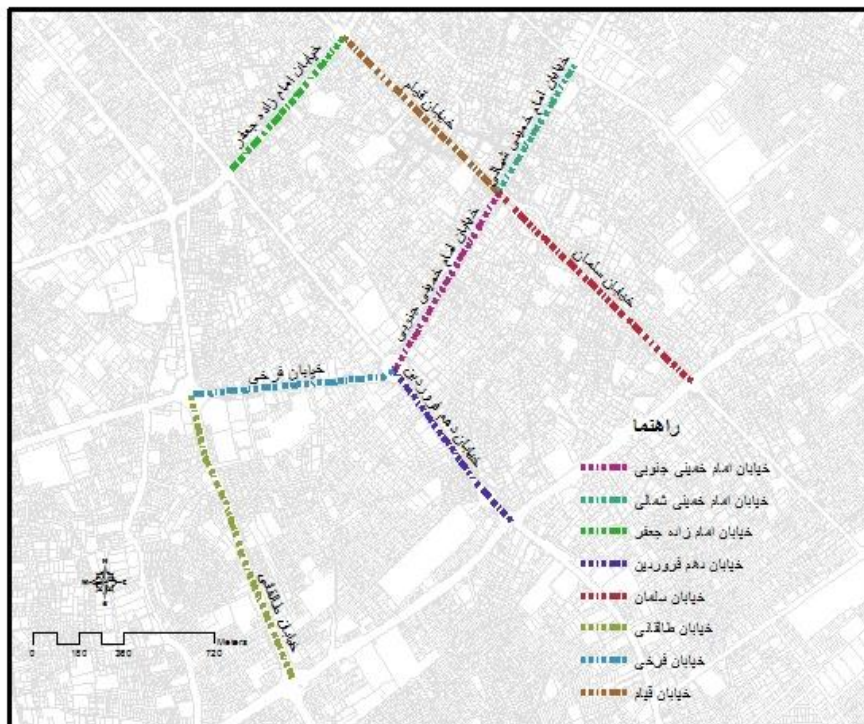 خیابان امام زاده جعفر
خیابان قیام
خیابان امام خمینی شمالی
خیابان امام خمینی جنوبی
خیابان سلمان
خیابان فرخی
خیابان دهم فروردین
خیابان طالقانی
راهنما
خیابان امام خمینی جنوبی
خیابان امام خمینی شمالی
خیابان امام زاده جعفر
خیابان دهم فروردین
خیابان سلمان
خیابان طالقانی
خیابان فرخی
خیابان قیام
N
E
S
Meters
0 180 360 720